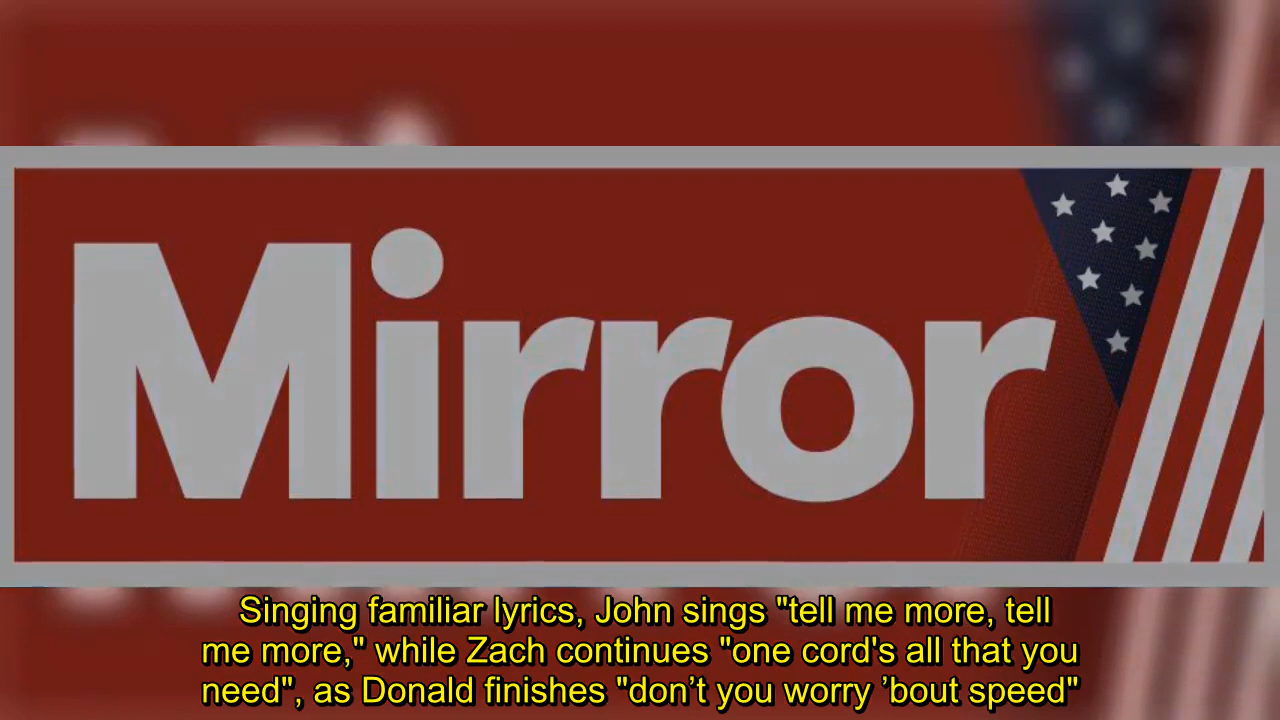 Mirror
Singing familiar lyrics, John sings "tell me more, tell
me more," while Zach continues "one cord's all that you
need", as Donald finishes "don’t you worry ’bout speed"